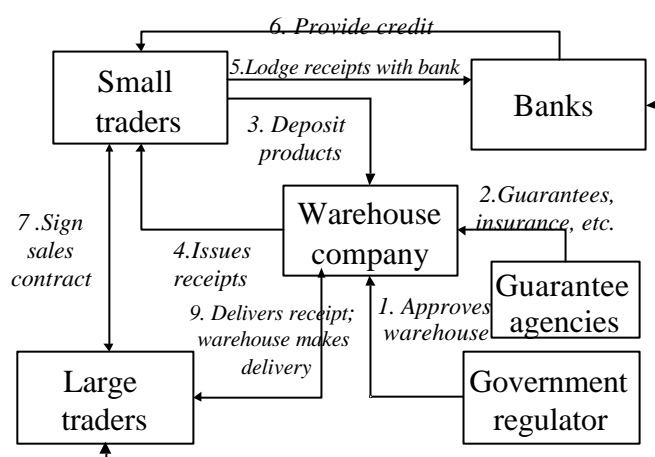 6. Provide credit
Small
traders
5.Lodge receipts with bank
Banks
3. Deposit
products
7 .Sign
sales
contract
4.Issues
receipts
Warehouse
company
2.Guarantees,
insurance, etc.
Guarantee
agencies
9. Delivers receipt;
warehouse makes
delivery
1. Approves
warehouse
Large
traders
Government
regulator